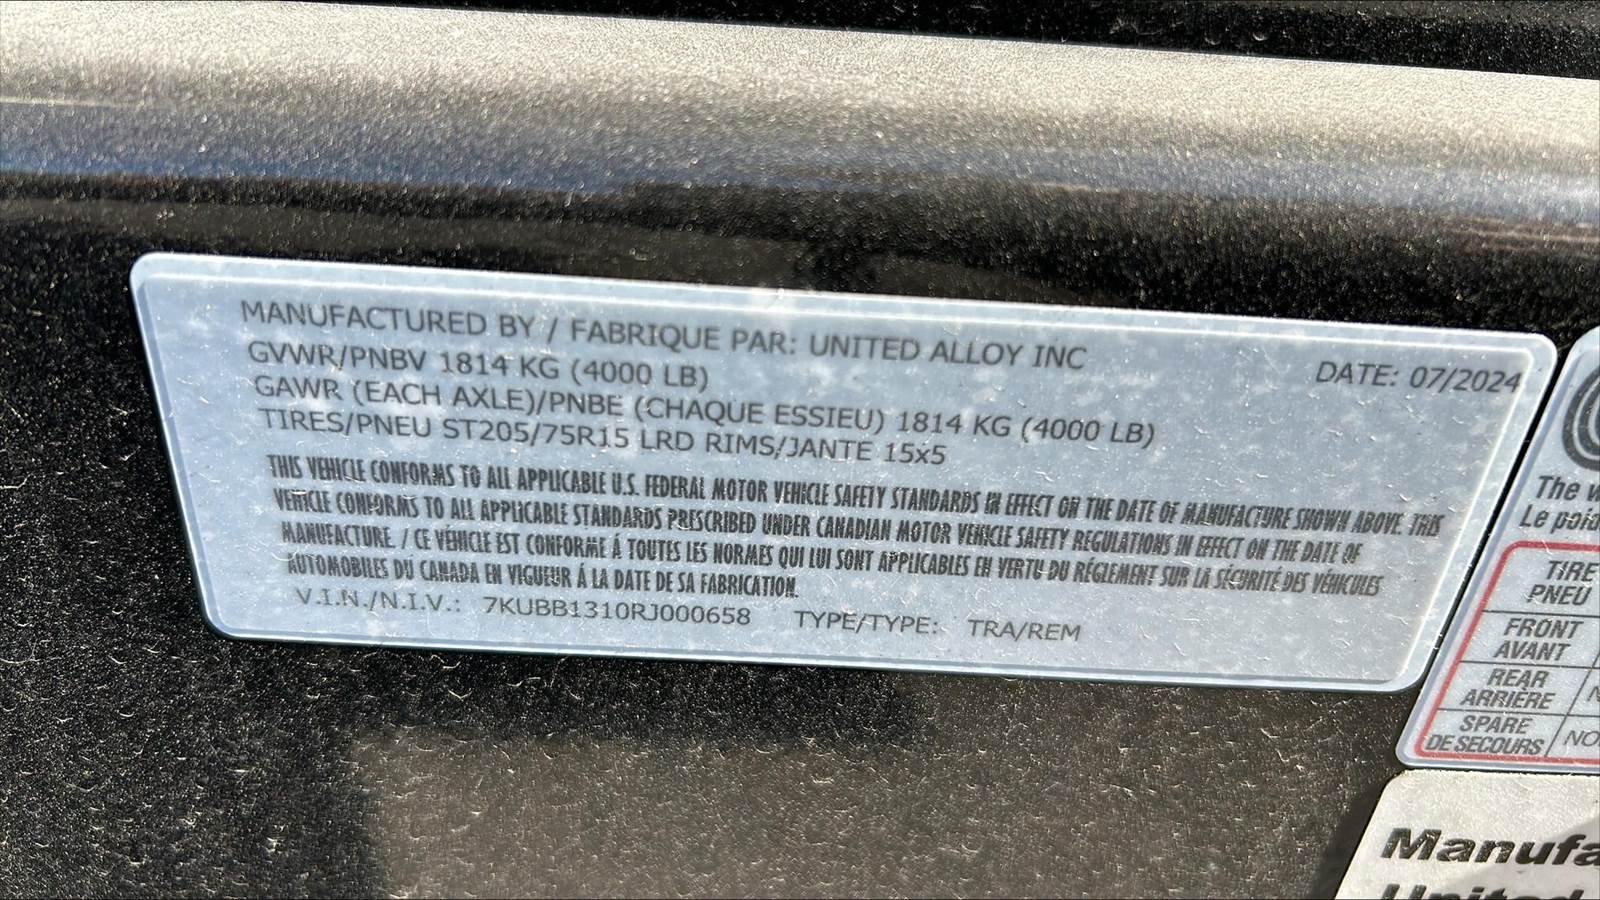 MANUFACTURED BY / FABRIQUE PAR: UNITED ALLOY INC
DATE: 07/2024
GVWR/PNBV 1814 KG (4000 LB)
GAWR (EACH AXLE)/PNBE (CHAQUE ESSIEU) 1814 KG (4000 LB)
TIRES/PNEU ST205/75R15 LRD RIMS/JANTE 15x5
THIS VEHICLE CONFORMS TO ALL APPLICABLE U.S. FEDERAL MOTOR VEHICLE SAFETY STANDARDS IN EFFECT ON THE DATE OF MANUFACTURE SHOWN ABOVE. THIS
VEHICLE CONFORMS TO ALL APPLICABLE STANDARDS PRESCRIBED UNDER CANADIAN MOTOR VEHICLE SAFETY REGULATIONS IN EFFECT ON THE DATE OF
MANUFACTURE. / CE VÉHICLE EST CONFORME Á TOUTES LES NORMES QUI LUI SONT APPLICABLES EN VERTU DU RÉGLEMENT SUR LA SÉCURITÉ DES VÉHICULES
AUTOMOBILES DU CANADA EN VIGUEUR Á LA DATE DE SA FABRICATION.
V.I.N./N.I.V.: 7KUBB1310RJ000658 TYPE/TYPE: TRA/REM
The
Le
TIRE
PNEU
FRONT
AVANT
REAR
ARRIÈRE
SPARE
DE SECOURS